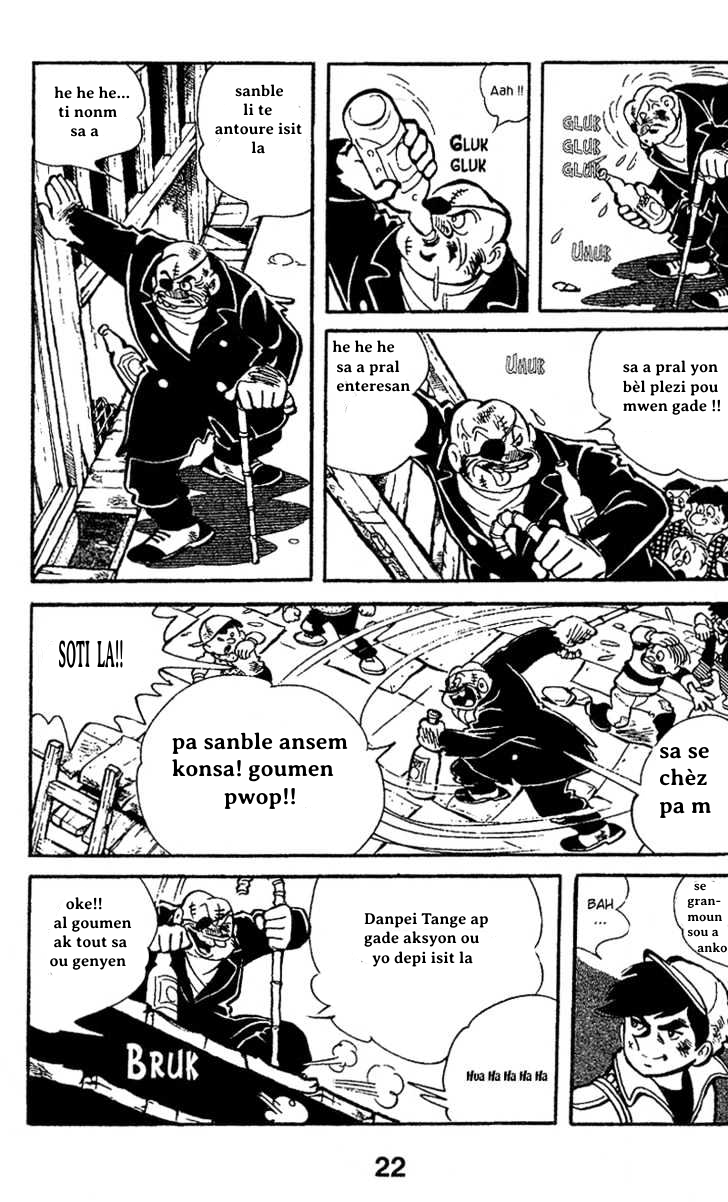 he he he...
ti nonm
sa a
sanble
li te
antoure isit
la
Aah !!
GLUK
GLUK
GLUK
GLUK
GLUK
UMUK
he he he
sa a pral
enteresan
UMUK
sa a pral yon
bèl plezi pou
mwen gade !!
SOTI LA!!
pa sanble ansem
konsa! goumen
pwop!!
sa se
chèz
pa m
oke!!
al goumen
ak tout sa
ou genyen
BRUK
Danpei Tange ap
gade aksyon ou
yo depi isit la
Hua Ha Ha Ha Ha
BAH
...
se
gran-
moun
sou a
anko
22